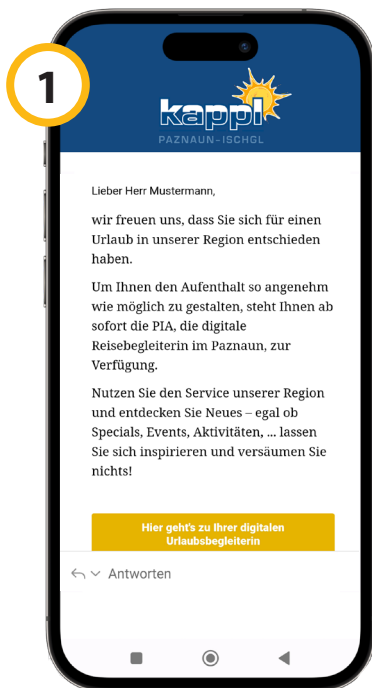 1
kappl
PAZNAUN-ISCHGL
Lieber Herr Mustermann,
wir freuen uns, dass Sie sich für einen
Urlaub in unserer Region entschieden
haben.
Um Ihnen den Aufenthalt so angenehm
wie möglich zu gestalten, steht Ihnen ab
sofort die PIA, die digitale
Reisebegleiterin im Paznaun, zur
Verfügung.
Nutzen Sie den Service unserer Region
und entdecken Sie Neues – egal ob
Specials, Events, Aktivitäten, ... lassen
Sie sich inspirieren und versäumen Sie
nichts!
Hier geht's zu Ihrer digitalen
Urlaubsbegleiterin
Antworten